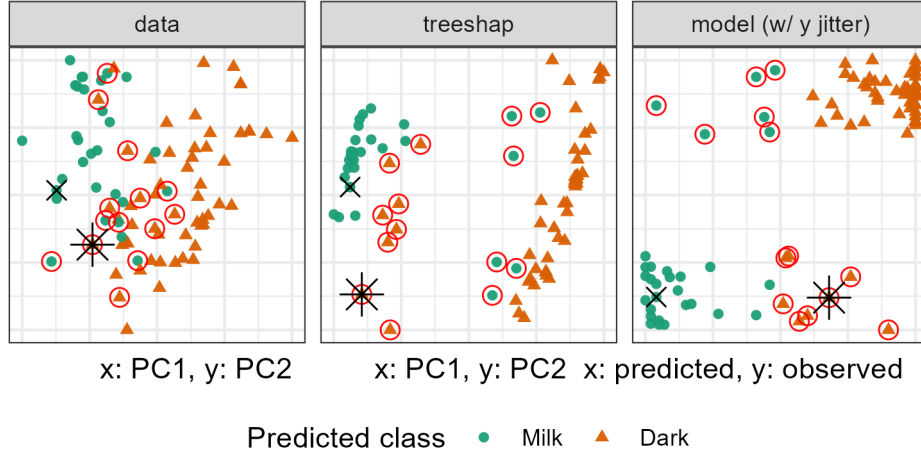 data treeshap model (w/ y jitter)
x: PC1, y: PC2 x: PC1, y: PC2 x: predicted, y: observed
Predicted class Milk Dark